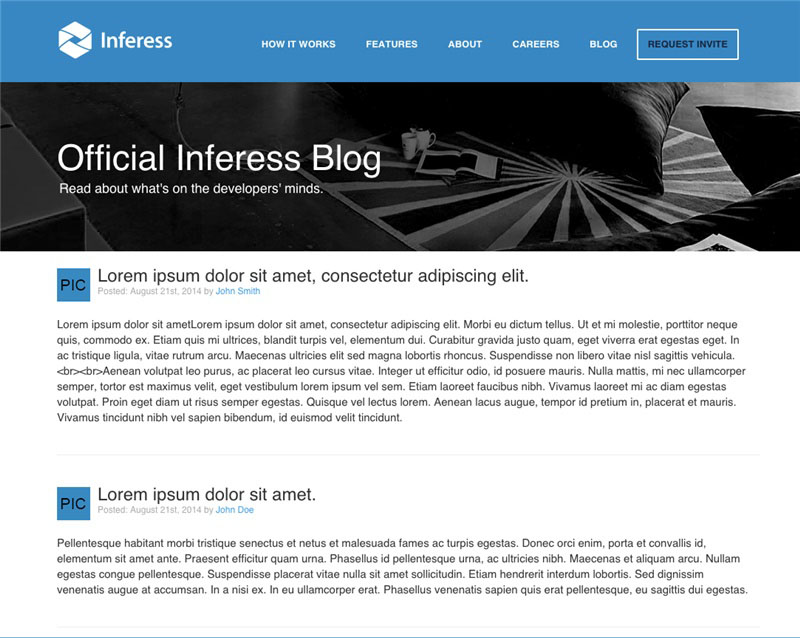 Inferess
HOW IT WORKS FEATURES ABOUT CAREERS BLOG REQUEST INVITE
Official Inferess Blog
Read about what's on the developers' minds.
PIC
Lorem ipsum dolor sit amet, consectetur adipiscing elit.
Posted: August 21st, 2014 by John Smith
Lorem ipsum dolor sit ametLorem ipsum dolor sit amet, consectetur adipiscing elit. Morbi eu dictum tellus. Ut et mi molestie, porttitor neque
quis, commodo ex. Etiam quis mi ultrices, blandit turpis vel, elementum dui. Curabitur gravida justo quam, eget viverra erat egestas eget. In
ac tristique ligula, vitae rutrum arcu. Maecenas ultricies elit sed magna lobortis rhoncus. Suspendisse non libero vitae nisl sagittis vehicula.
<br><br>Aenean volutpat leo purus, ac placerat leo cursus vitae. Integer ut efficitur odio, id posuere mauris. Nulla mattis, mi nec ullamcorper
semper, tortor est maximus velit, eget vestibulum lorem ipsum vel sem. Etiam laoreet faucibus nibh. Vivamus laoreet mi ac diam egestas
volutpat. Proin eget diam ut risus semper egestas. Quisque vel lectus lorem. Aenean lacus augue, tempor id pretium in, placerat et mauris.
Vivamus tincidunt nibh vel sapien bibendum, id euismod velit tincidunt.
PIC
Lorem ipsum dolor sit amet.
Posted: August 21st, 2014 by John Doe
Pellentesque habitant morbi tristique senectus et netus et malesuada fames ac turpis egestas. Donec orci enim, porta et convallis id,
elementum sit amet ante. Praesent efficitur quam urna. Phasellus id pellentesque urna, ac ultricies nibh. Maecenas et aliquam arcu. Nullam
egestas congue pellentesque. Suspendisse placerat vitae nulla sit amet sollicitudin. Etiam hendrerit interdum lobortis. Sed dignissim
venenatis augue at accumsan. In a nisi ex. In eu ullamcorper erat. Phasellus venenatis sapien quis erat pellentesque, eu sagittis dui egestas.